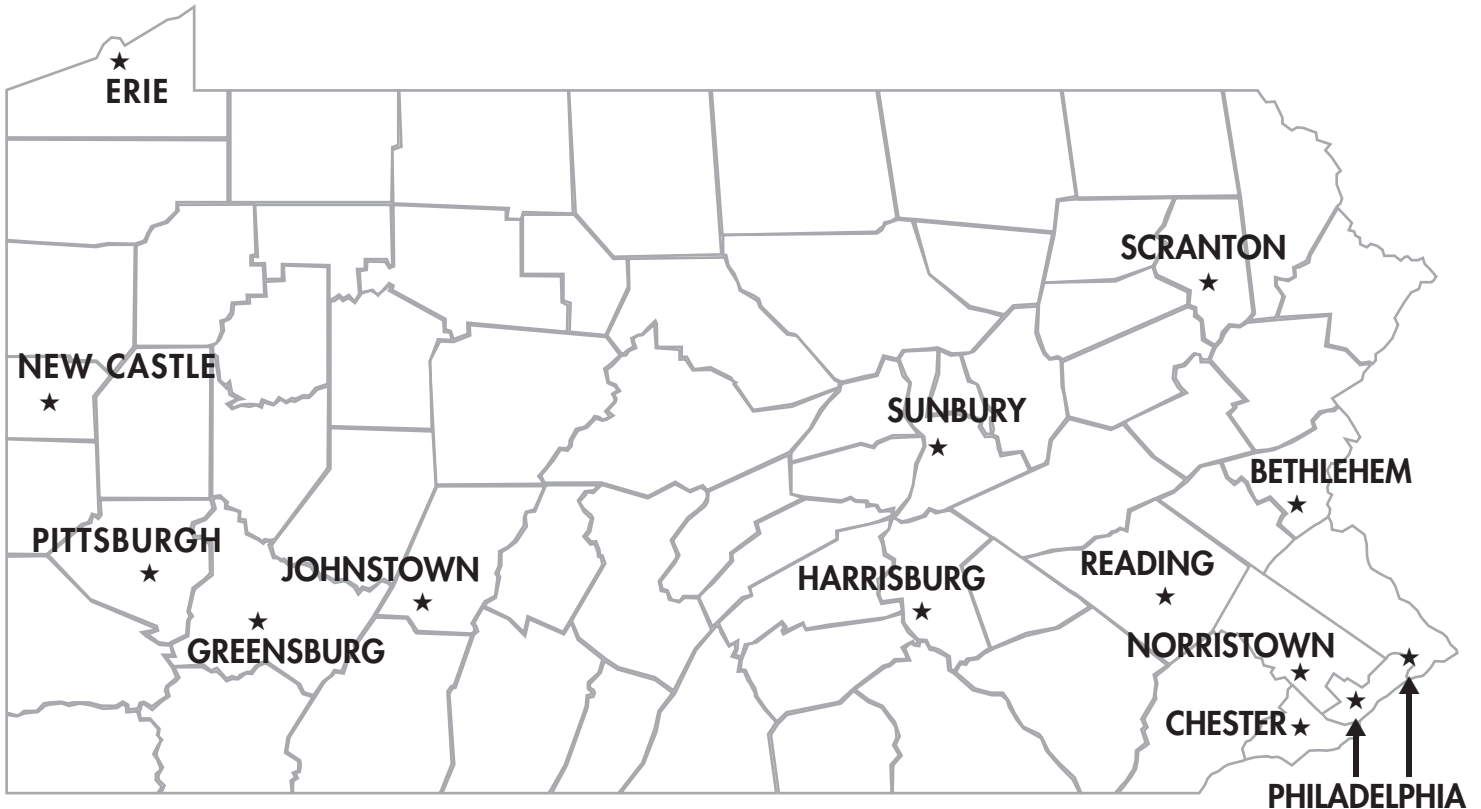 ERIE
SCRANTON
NEW CASTLE
SUNBURY
BETHLEHEM
PITTSBURGH
JOHNSTOWN
READING
HARRISBURG
GREENSBURG
NORRISTOWN
CHESTER
PHILADELPHIA